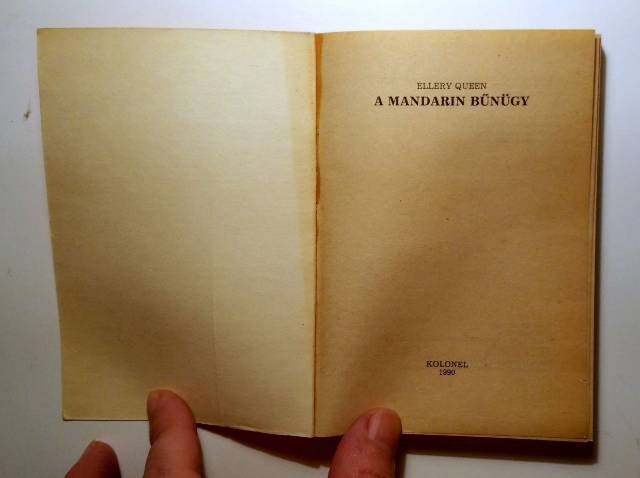 ELLERY QUEEN
A MANDARIN BŰNÜGY
KOLONEL
1990